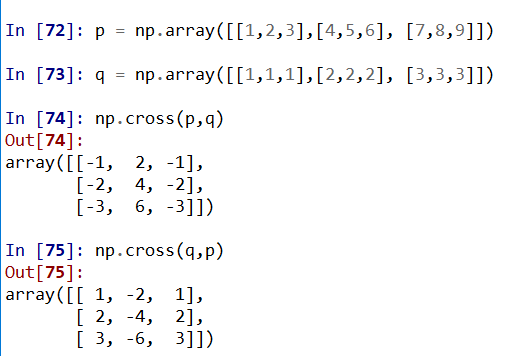 In [72]: p = np.array([[1,2,3],[4,5,6], [7,8,9]])
In [73]: q = np.array([[1,1,1],[2,2,2], [3,3,3]])
In [74]: np.cross(p,q)
Out[74]:
array([[-1,  2, -1],
       [-2,  4, -2],
       [-3,  6, -3]])
In [75]: np.cross(q,p)
Out[75]:
array([[ 1, -2,  1],
       [ 2, -4,  2],
       [ 3, -6,  3]])